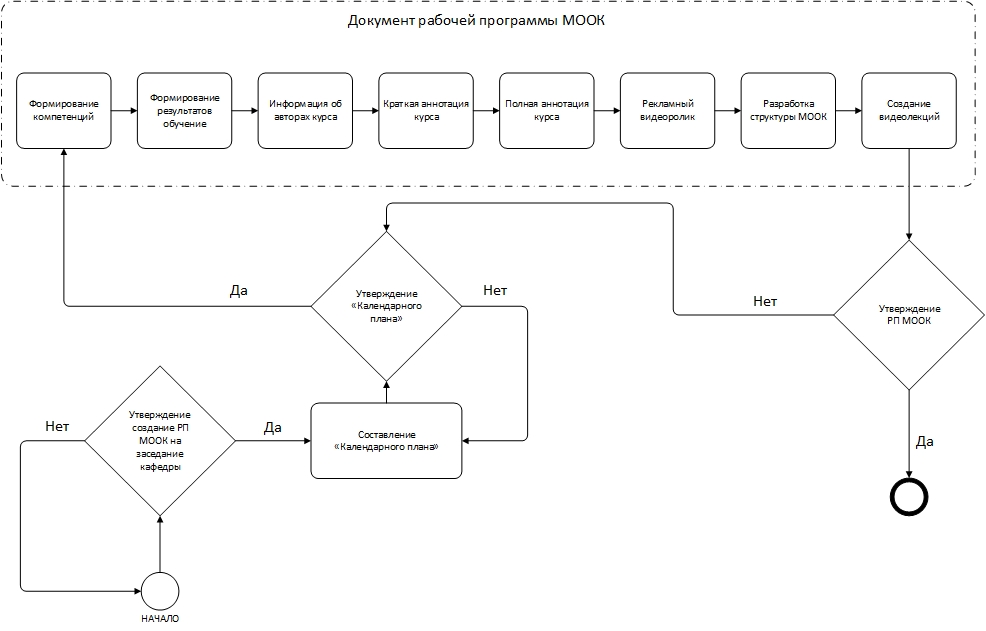 Документ рабочей программы МООК
Формирование
компетенций
Формирование
результатов
обучение
Информация об
авторах курса
Краткая аннотация
курса
Полная аннотация
курса
Рекламный
видеоролик
Разработка
структуры МООК
Создание
видеолекций
Да
Утверждение
«Календарного
плана»
Нет
Нет
Утверждение
РП МООК
Нет
Утверждение
создание РП
МООК на
заседание
кафедры
Да
Составление
«Календарного плана»
Да
НАЧАЛО